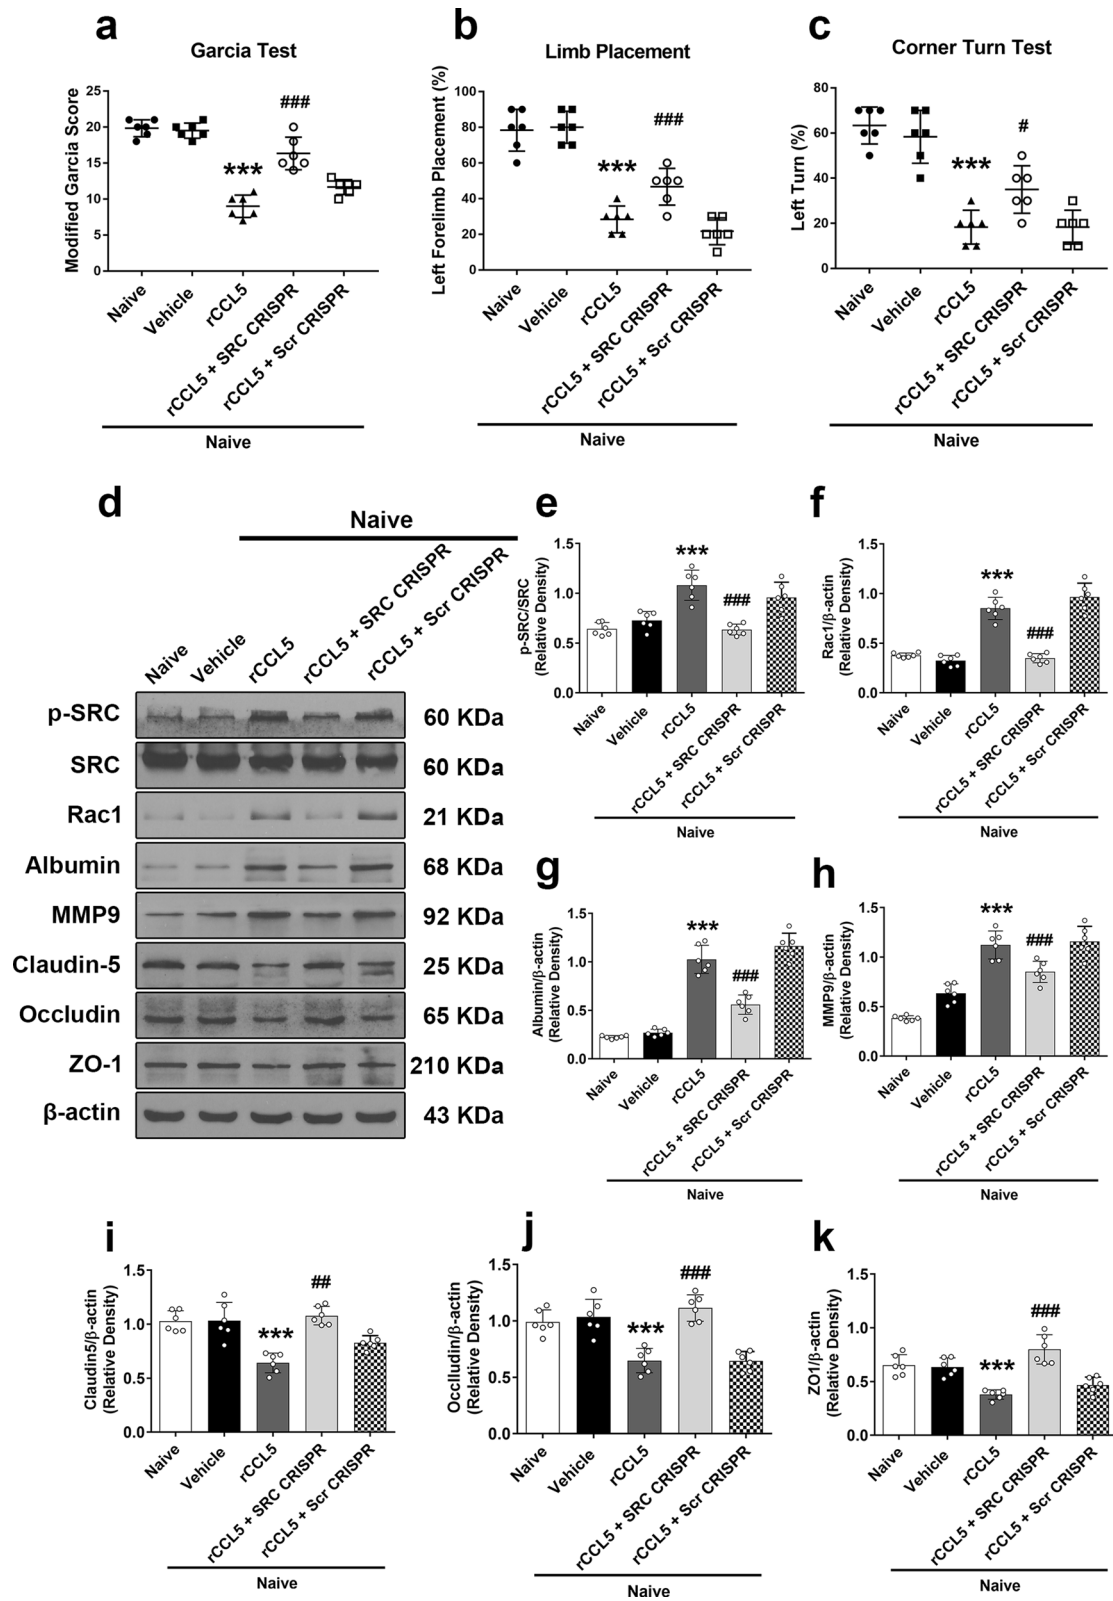 a
Garcia Test
Modified Garcia Score
25
20
15
10
5
0
***
###
Naive
Vehicle
rCCL5
rCCL5 + SRC CRISPR
rCCL5 + Scr CRISPR
Naive
b
Limb Placement
Left Forelimb Placement (%)
100
80
60
40
20
0
***
###
Naive
Vehicle
rCCL5
rCCL5 + SRC CRISPR
rCCL5 + Scr CRISPR
Naive
c
Corner Turn Test
Left Turn (%)
80
60
40
20
0
***
#
Naive
Vehicle
rCCL5
rCCL5 + SRC CRISPR
rCCL5 + Scr CRISPR
Naive
d
Naive
Naive
Vehicle
rCCL5
rCCL5 + SRC CRISPR
rCCL5 + Scr CRISPR
p-SRC 60 KDa
SRC 60 KDa
Rac1 21 KDa
Albumin 68 KDa
MMP9 92 KDa
Claudin-5 25 KDa
Occludin 65 KDa
ZO-1 210 KDa
β-actin 43 KDa
e
p-SRC/SRC
(Relative Density)
1.5
1.0
0.5
0.0
***
###
Naive
Vehicle
rCCL5
rCCL5 + SRC CRISPR
rCCL5 + Scr CRISPR
Naive
f
Rac1/β-actin
(Relative Density)
1.5
1.0
0.5
0.0
***
###
Naive
Vehicle
rCCL5
rCCL5 + SRC CRISPR
rCCL5 + Scr CRISPR
Naive
g
Albumin/β-actin
(Relative Density)
1.5
1.0
0.5
0.0
***
###
Naive
Vehicle
rCCL5
rCCL5 + SRC CRISPR
rCCL5 + Scr CRISPR
Naive
h
MMP9/β-actin
(Relative Density)
1.5
1.0
0.5
0.0
***
###
Naive
Vehicle
rCCL5
rCCL5 + SRC CRISPR
rCCL5 + Scr CRISPR
Naive
i
Claudin5/β-actin
(Relative Density)
1.5
1.0
0.5
0.0
***
##
Naive
Vehicle
rCCL5
rCCL5 + SRC CRISPR
rCCL5 + Scr CRISPR
Naive
j
Occlludin/β-actin
(Relative Density)
1.5
1.0
0.5
0.0
***
###
Naive
Vehicle
rCCL5
rCCL5 + SRC CRISPR
rCCL5 + Scr CRISPR
Naive
k
ZO1/β-actin
(Relative Density)
1.5
1.0
0.5
0.0
***
###
Naive
Vehicle
rCCL5
rCCL5 + SRC CRISPR
rCCL5 + Scr CRISPR
Naive